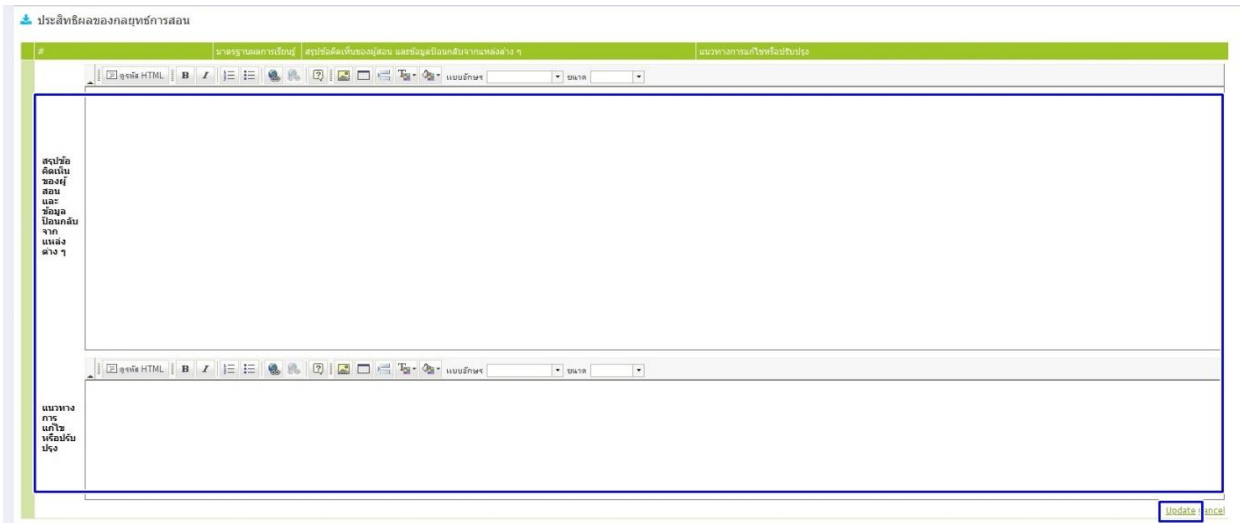 ประสิทธิผลของกลยุทธ์การสอน
# มาตรฐานผลการเรียนรู้ สรุปข้อคิดเห็นของผู้สอน และข้อมูลป้อนกลับจากแหล่งต่าง ๆ แนวทางการแก้ไขหรือปรับปรุง
ดูรหัส HTML B I แบบอักษร ขนาด
สรุปข้อ
คิดเห็น
ของผู้
สอน
และ
ข้อมูล
ป้อนกลับ
จาก
แหล่ง
ต่าง ๆ
ดูรหัส HTML B I แบบอักษร ขนาด
แนวทาง
การ
แก้ไข
หรือปรับ
ปรุง
Update Cancel